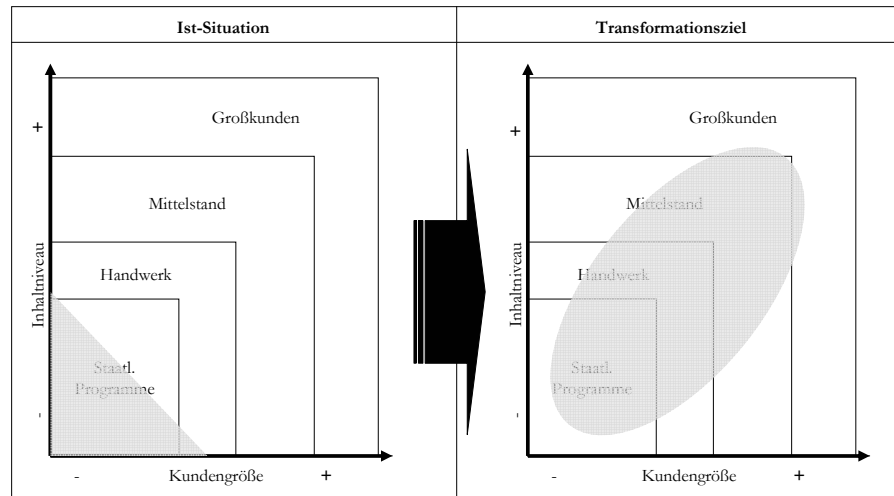 Ist-Situation
Großkunden
Mittelstand
Handwerk
Staatl.
Programme
+
Inhaltniveau
-
-
Kundengröße
+
Transformationsziel
Großkunden
Mittelstand
Handwerk
Staatl.
Programme
+
Inhaltniveau
-
-
Kundengröße
+